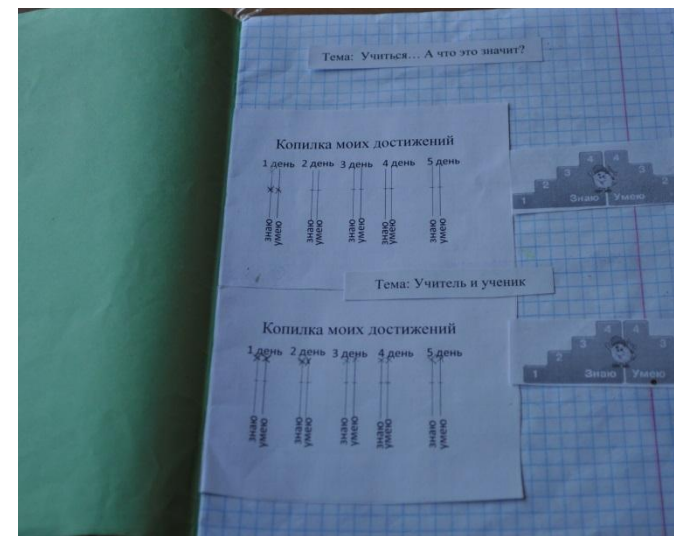 Тема: Учиться… А что это значит?
Копилка моих достижений
1 день 2 день 3 день 4 день 5 день
знаю умею знаю умею знаю умею знаю умею знаю умею
1 2 3 4 4 3 2
Знаю Умею
Тема: Учитель и ученик
Копилка моих достижений
1 день 2 день 3 день 4 день 5 день
знаю умею знаю умею знаю умею знаю умею знаю умею
1 2 3 4 4 3
Знаю Умею